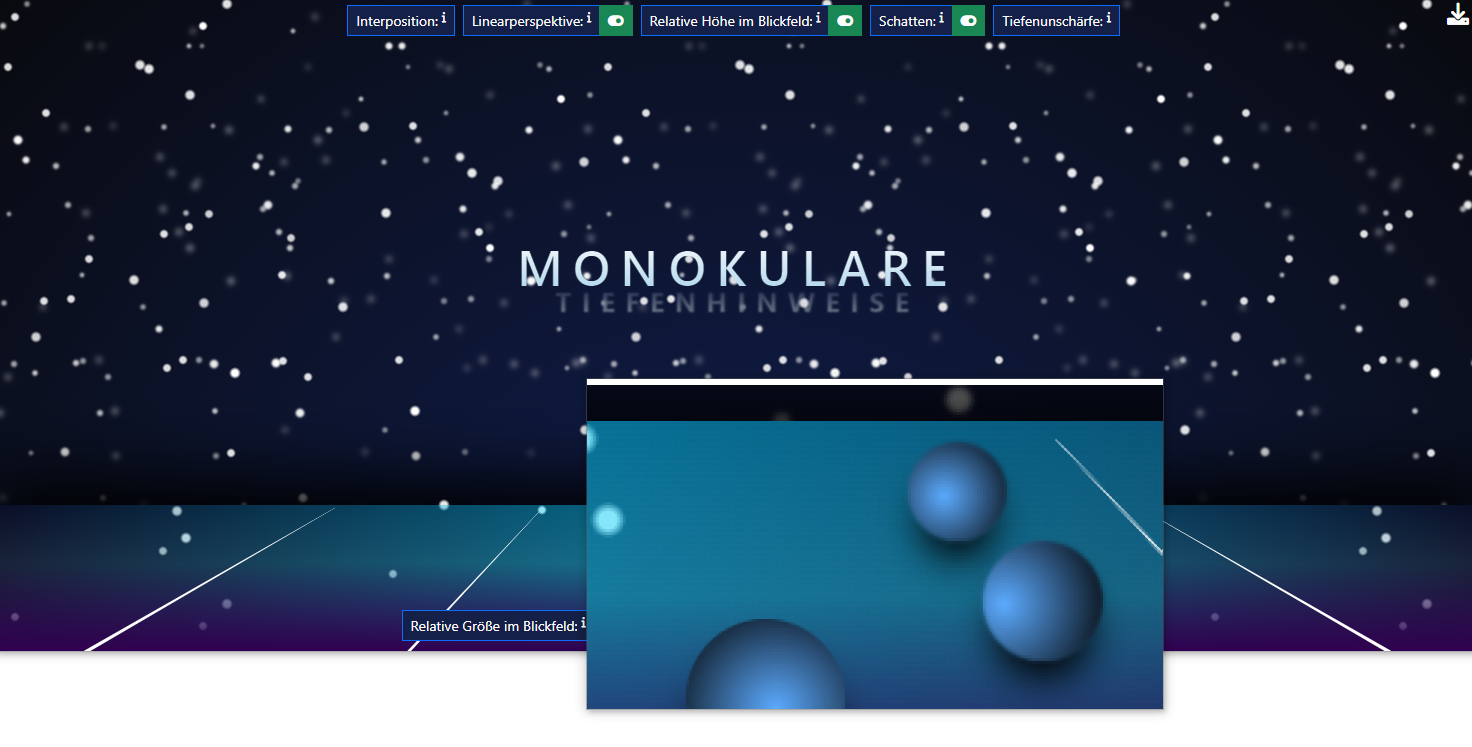 Interposition: i
Linearperspektive: i
Relative Höhe im Blickfeld: i
Schatten: i
Tiefenunschärfe: i
MONOKULARE
TIEFENHINWEISE
Relative Größe im Blickfeld: i